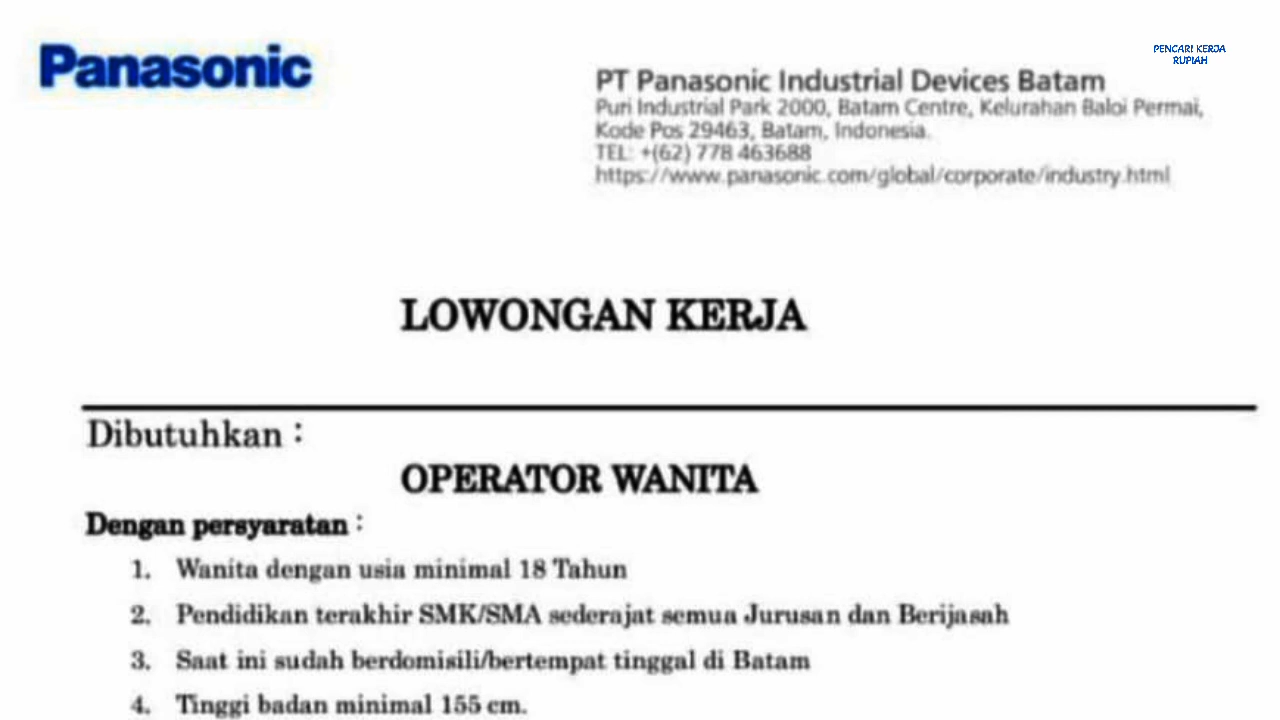 Panasonic
PENCARI KERJA
RUPIAH
PT Panasonic Industrial Devices Batam
Puri Industrial Park 2000, Batam Centre, Kelurahan Baloi Permai,
Kode Pos 29463, Batam, Indonesia.
TEL: +(62) 778 463688
https://www.panasonic.com/global/corporate/industry.html
LOWONGAN KERJA
Dibutuhkan :
OPERATOR WANITA
Dengan persyaratan :
1. Wanita dengan usia minimal 18 Tahun
2. Pendidikan terakhir SMK/SMA sederajat semua Jurusan dan Berijasah
3. Saat ini sudah berdomisili/bertempat tinggal di Batam
4. Tinggi badan minimal 155 cm.